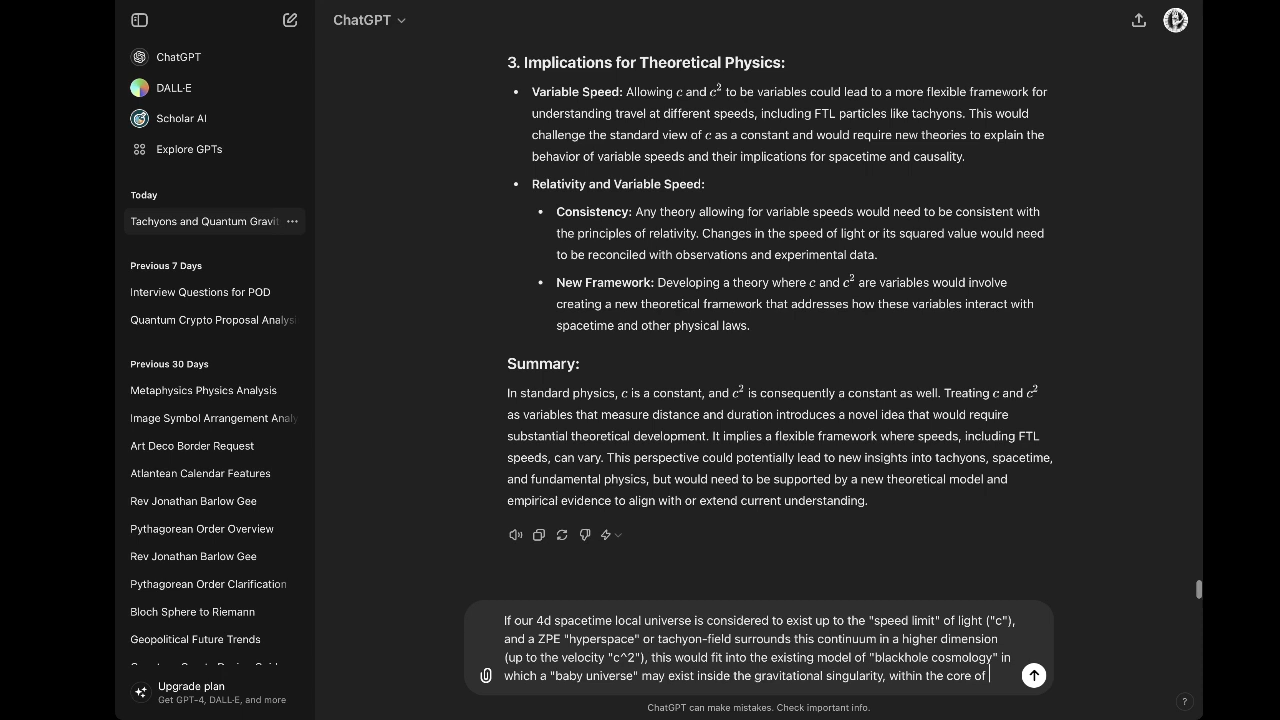 ChatGPT
DALL·E
Scholar AI
Explore GPTs
Today
Tachyons and Quantum Gravit
Previous 7 Days
Interview Questions for POD
Quantum Crypto Proposal Analysi
Previous 30 Days
Metaphysics Physics Analysis
Image Symbol Arrangement Analy
Art Deco Border Request
Atlantean Calendar Features
Rev Jonathan Barlow Gee
Pythagorean Order Overview
Rev Jonathan Barlow Gee
Pythagorean Order Clarification
Bloch Sphere to Riemann
Geopolitical Future Trends
Upgrade plan
Get GPT-4, DALL·E, and more
ChatGPT
3. Implications for Theoretical Physics:
• Variable Speed: Allowing c and c² to be variables could lead to a more flexible framework for
understanding travel at different speeds, including FTL particles like tachyons. This would
challenge the standard view of c as a constant and would require new theories to explain the
behavior of variable speeds and their implications for spacetime and causality.
• Relativity and Variable Speed:
• Consistency: Any theory allowing for variable speeds would need to be consistent with
the principles of relativity. Changes in the speed of light or its squared value would need
to be reconciled with observations and experimental data.
• New Framework: Developing a theory where c and c² are variables would involve
creating a new theoretical framework that addresses how these variables interact with
spacetime and other physical laws.
Summary:
In standard physics, c is a constant, and c² is consequently a constant as well. Treating c and c²
as variables that measure distance and duration introduces a novel idea that would require
substantial theoretical development. It implies a flexible framework where speeds, including FTL
speeds, can vary. This perspective could potentially lead to new insights into tachyons, spacetime,
and fundamental physics, but would need to be supported by a new theoretical model and
empirical evidence to align with or extend current understanding.
If our 4d spacetime local universe is considered to exist up to the "speed limit" of light ("c"),
and a ZPE "hyperspace" or tachyon-field surrounds this continuum in a higher dimension
(up to the velocity "c^2"), this would fit into the existing model of "blackhole cosmology" in
which a "baby universe" may exist inside the gravitational singularity, within the core of
ChatGPT can make mistakes. Check important info.
?